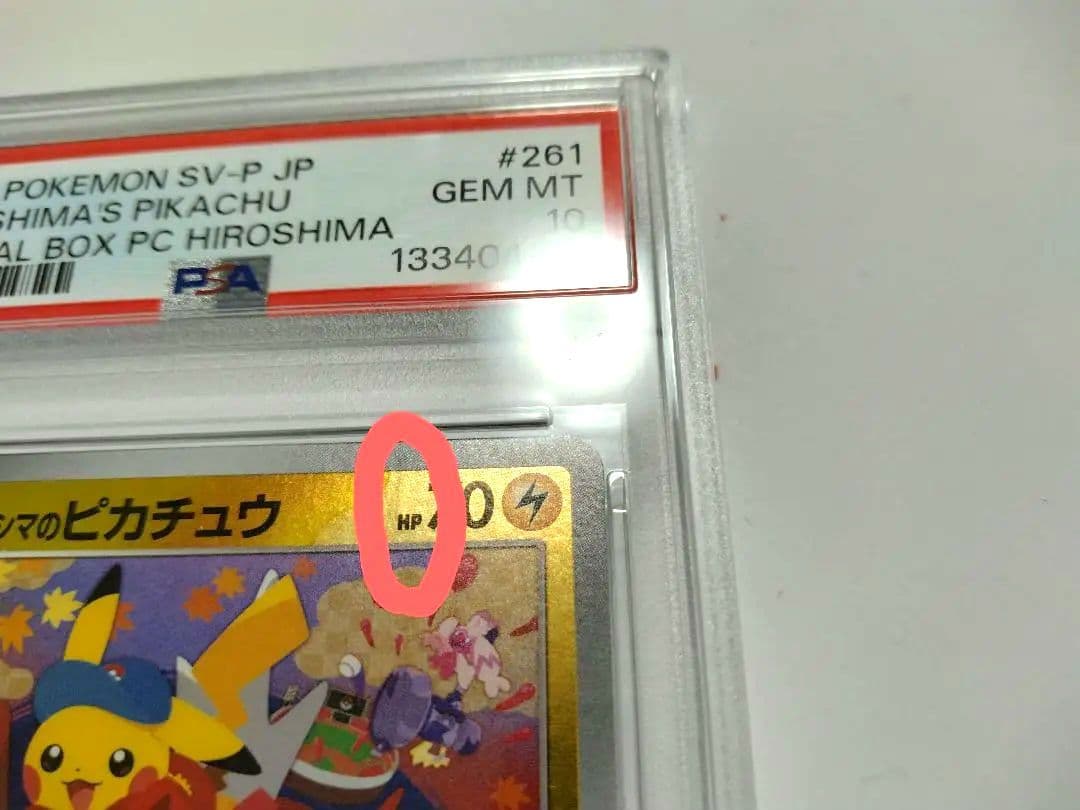 POKEMON SV-P JP
#261
SHIMA'S PIKACHU
GEM MT
AL BOX PC HIROSHIMA
10
13340
PSA
シマのピカチュウ
HP 70